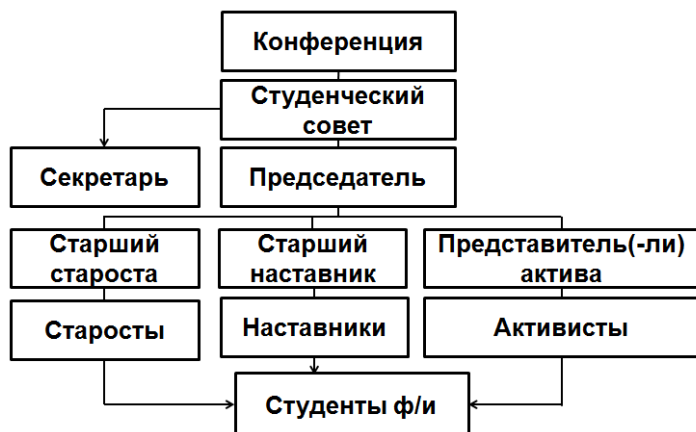 Конференция
Студенческий
совет
Секретарь
Председатель
Старший
староста
Старший
наставник
Представитель(-ли)
актива
Старосты
Наставники
Активисты
Студенты ф/и